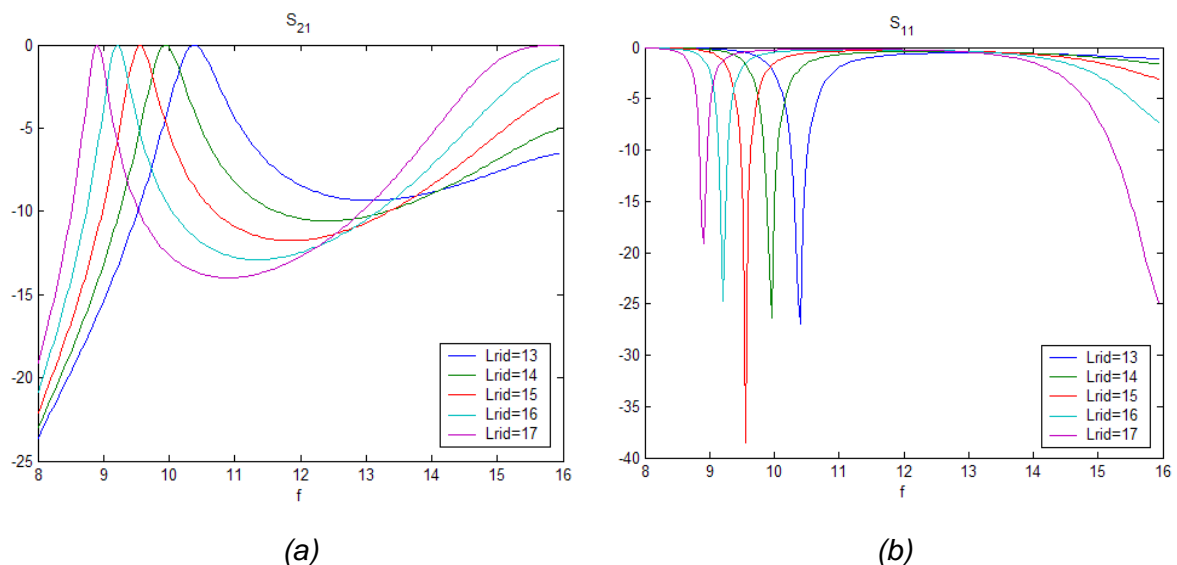 S21
0
-5
-10
-15
-20
-25
8 9 10 11 12 13 14 15 16
f
Lrid=13
Lrid=14
Lrid=15
Lrid=16
Lrid=17
(a)
S11
0
-5
-10
-15
-20
-25
-30
-35
-40
8 9 10 11 12 13 14 15 16
f
Lrid=13
Lrid=14
Lrid=15
Lrid=16
Lrid=17
(b)